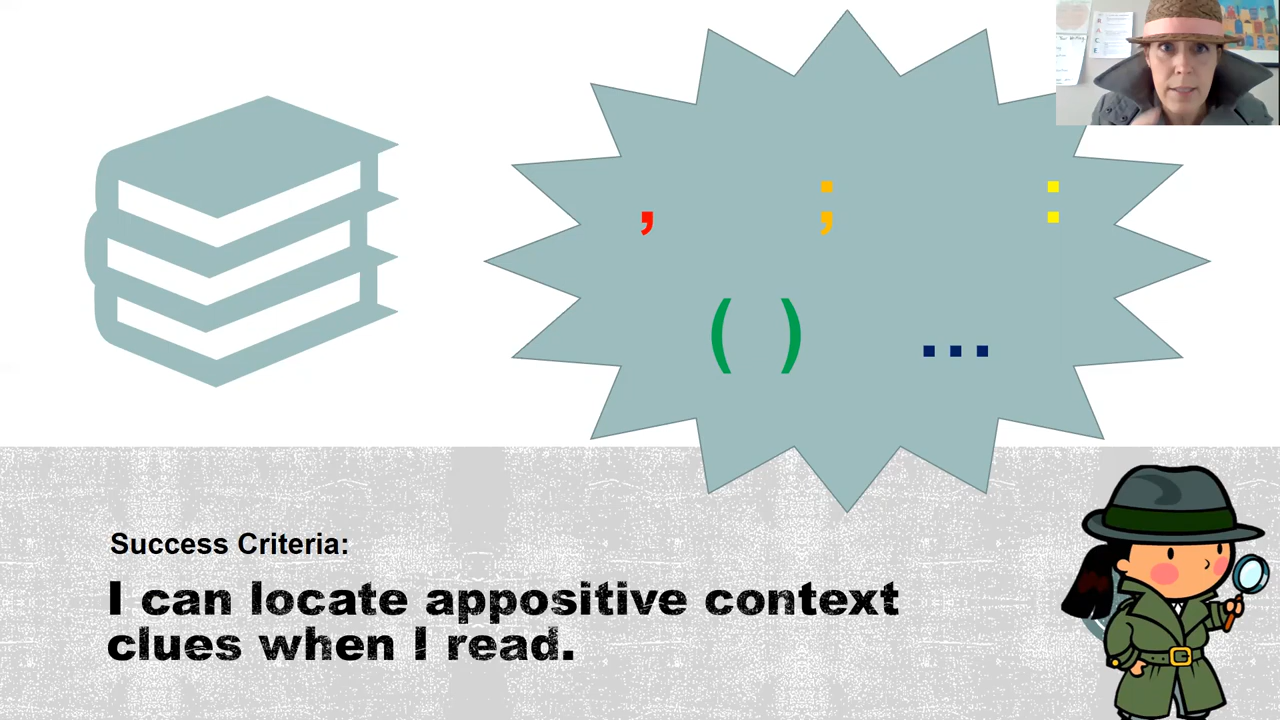 , ; :
( ) ...
Success Criteria:
I can locate appositive context
clues when I read.